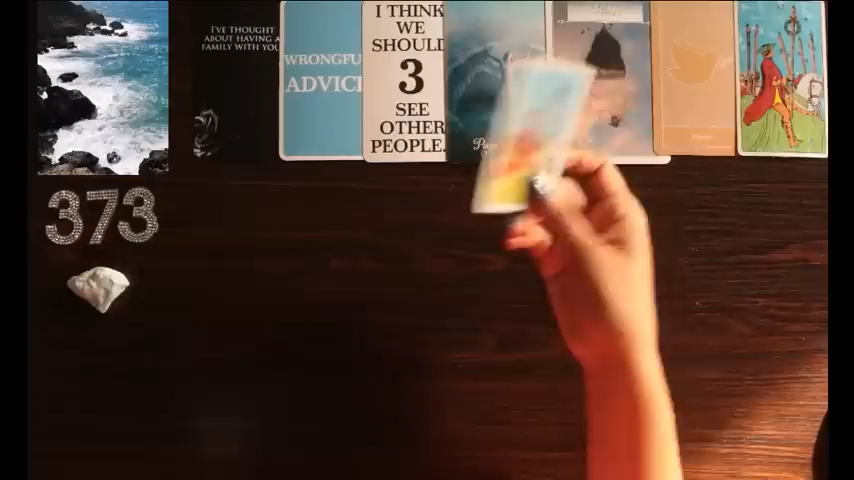 I'VE THOUGHT
ABOUT HAVING A
FAMILY WITH YOU.
WRONGFU
ADVICE
I THINK
WE
SHOULD
3
SEE
OTHER
PEOPLE.
373